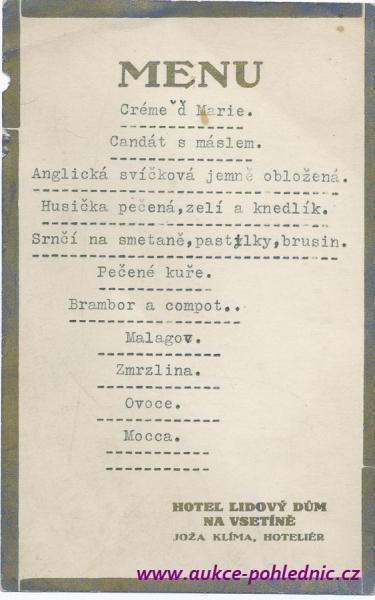 MENU
Créme ď Marie.
Candát s máslem.
Anglická svíčková jemně obložená.
Husička pečená,zelí a knedlík.
Srnčí na smetaně,pastilky,brusin.
Pečené kuře.
Brambor a compot..
Malagov.
Zmrzlina.
Ovoce.
Mocca.
HOTEL LIDOVÝ DŮM
NA VSETÍNĚ
JOŽA KLÍMA, HOTELIÉR
www.aukce-pohlednic.cz